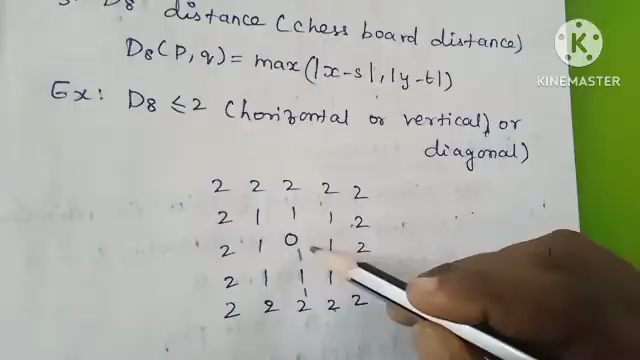 3. D8 distance (chess board distance)
D8(P,q) = max(|x-s|,|y-t|)
Ex: D8 ≤ 2 (horizontal or vertical) or
diagonal)
2 2 2 2 2
2 1 1 1 2
2 1 0 1 2
2 1 1 1
2 2 2 2 2
K
KINEMASTER